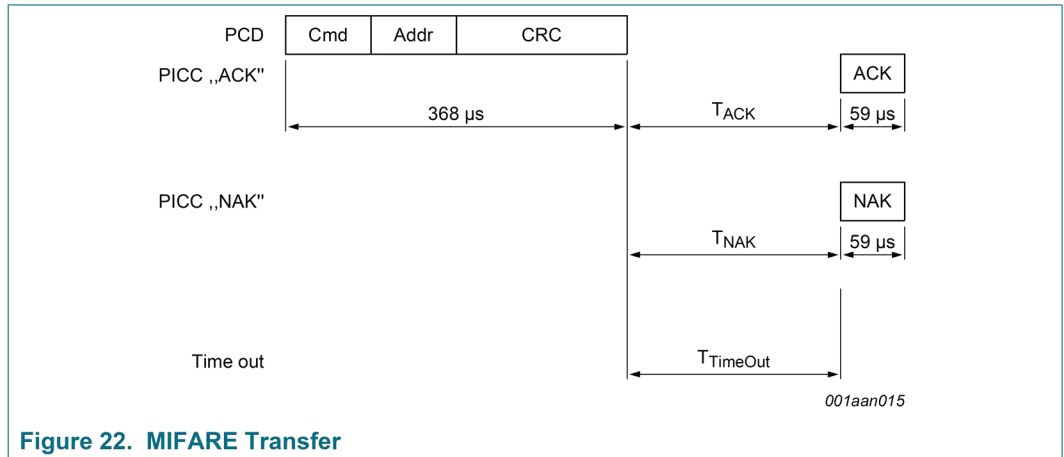 PCD Cmd Addr CRC
PICC ,,ACK" ACK
368 µs TACK 59 µs
PICC ,,NAK" NAK
TNAK 59 µs
Time out TTimeOut
001aan015
Figure 22. MIFARE Transfer